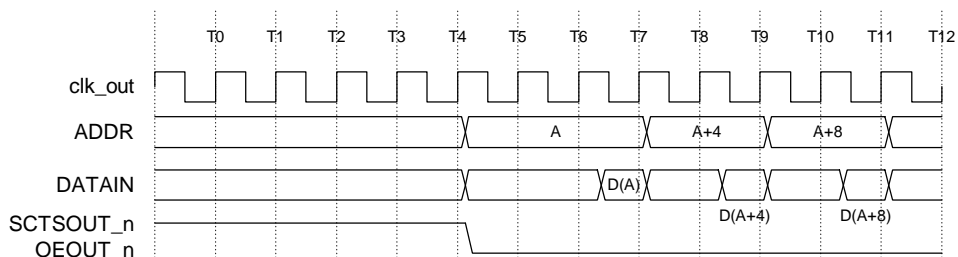 T0 T1 T2 T3 T4 T5 T6 T7 T8 T9 T10 T11 T12
clk_out
ADDR A A+4 A+8
DATAIN D(A)
D(A+4) D(A+8)
SCTSOUT_n
OEOUT_n